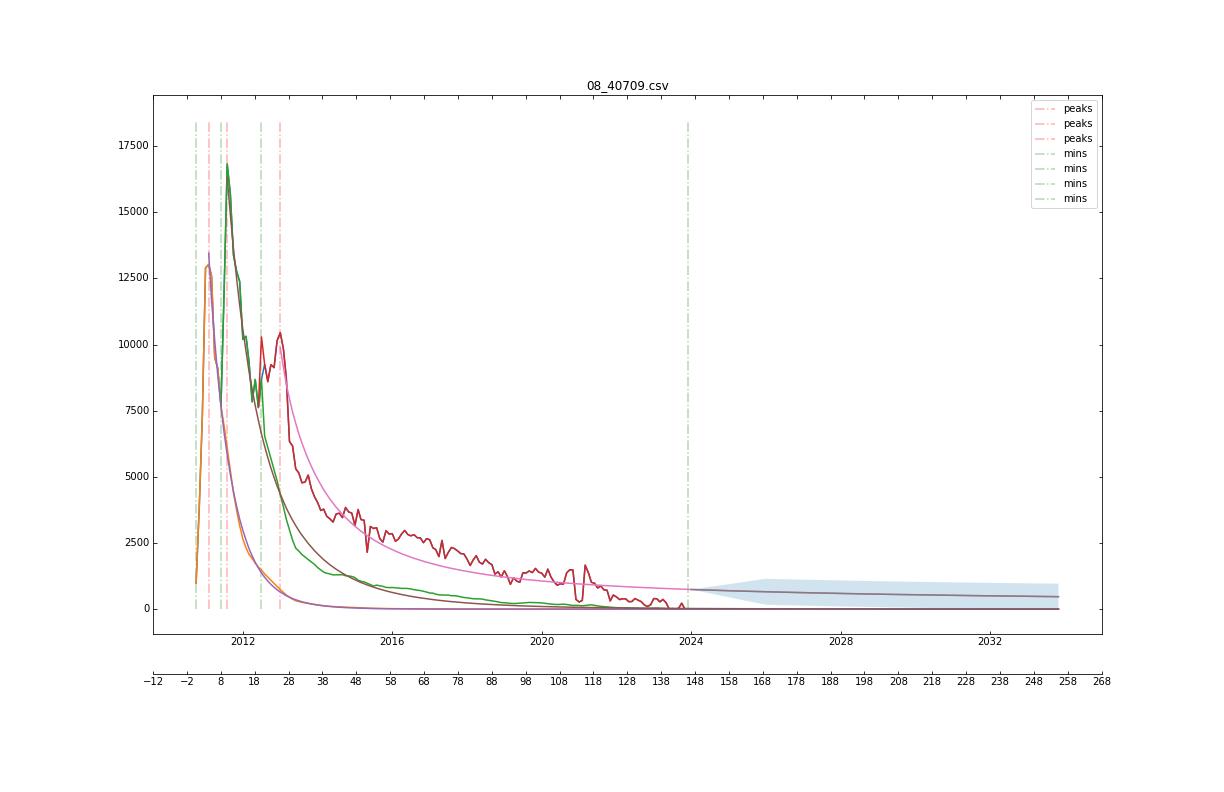 08_40709.csv
peaks
peaks
peaks
mins
mins
mins
mins
17500
15000
12500
10000
7500
5000
2500
0
2012 2016 2020 2024 2028 2032
−12 −2 8 18 28 38 48 58 68 78 88 98 108 118 128 138 148 158 168 178 188 198 208 218 228 238 248 258 268